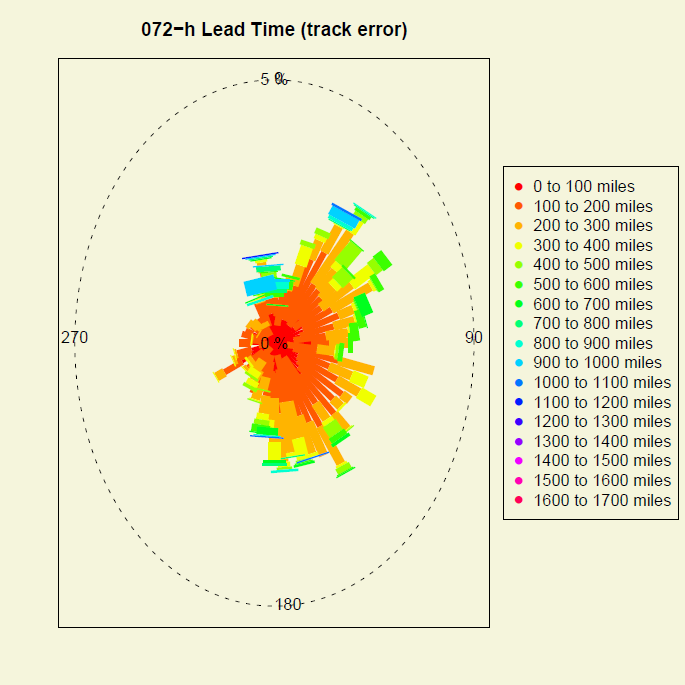 072−h Lead Time (track error)
5 %
0
270
0 %
90
180
0 to 100 miles
100 to 200 miles
200 to 300 miles
300 to 400 miles
400 to 500 miles
500 to 600 miles
600 to 700 miles
700 to 800 miles
800 to 900 miles
900 to 1000 miles
1000 to 1100 miles
1100 to 1200 miles
1200 to 1300 miles
1300 to 1400 miles
1400 to 1500 miles
1500 to 1600 miles
1600 to 1700 miles